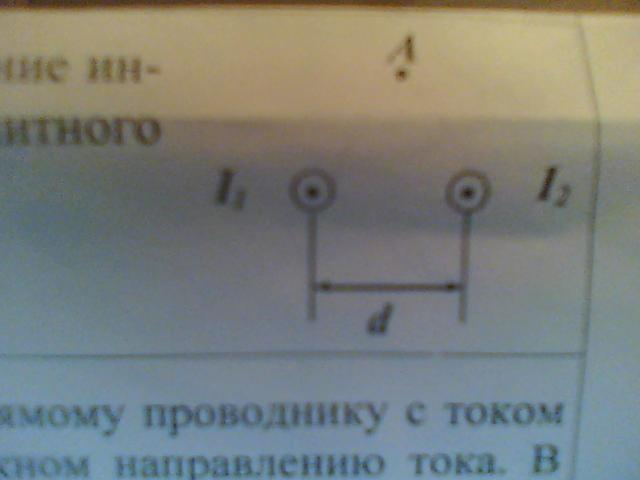 ние ин-
A
итного
I₁ I₂
d
ямому проводнику с током
жном направлению тока. В